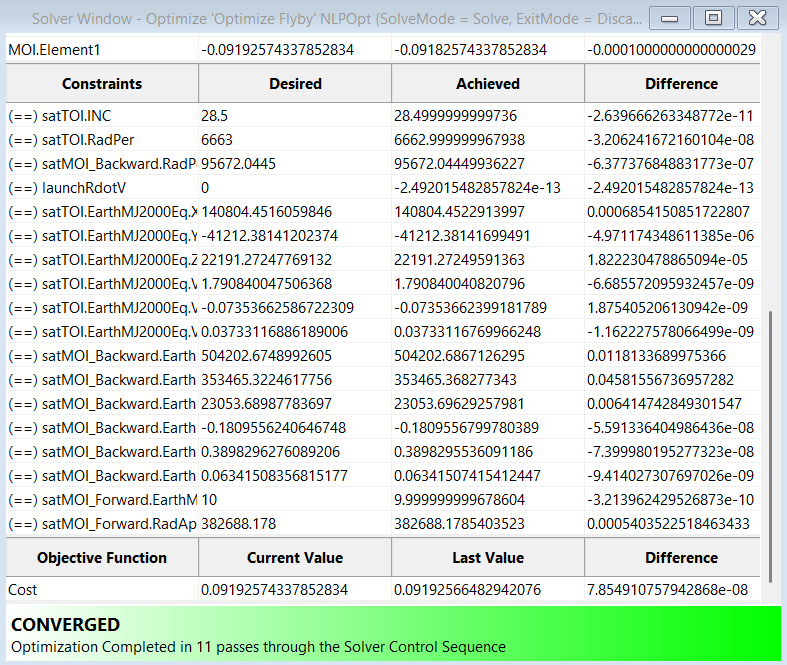 Solver Window - Optimize 'Optimize Flyby' NLPOpt {SolveMode = Solve, ExitMode = Disca...
MOI.Element1 -0.09192574337852834 -0.09182574337852834 -0.0001000000000000029
Constraints Desired Achieved Difference
(==) satTOI.INC 28.5 28.4999999999736 -2.639666263348772e-11
(==) satTOI.RadPer 6663 6662.999999967938 -3.206241672160104e-08
(==) satMOI_Backward.RadP 95672.0445 95672.04449936227 -6.377376848831773e-07
(==) launchRdotV 0 -2.492015482857824e-13 -2.492015482857824e-13
(==) satTOI.EarthMJ2000Eq.X 140804.4516059846 140804.4522913997 0.0006854150851722807
(==) satTOI.EarthMJ2000Eq.Y -41212.38141202374 -41212.38141699491 -4.971174348611385e-06
(==) satTOI.EarthMJ2000Eq.Z 22191.27247769132 22191.27249591363 1.822230478865094e-05
(==) satTOI.EarthMJ2000Eq.V 1.790840047506368 1.790840040820796 -6.685572095932457e-09
(==) satTOI.EarthMJ2000Eq.V -0.07353662586722309 -0.07353662399181789 1.875405206130942e-09
(==) satTOI.EarthMJ2000Eq.V 0.03733116886189006 0.03733116769966248 -1.162227578066499e-09
(==) satMOI_Backward.Earth 504202.6748992605 504202.6867126295 0.0118133689975366
(==) satMOI_Backward.Earth 353465.3224617756 353465.368277343 0.04581556736957282
(==) satMOI_Backward.Earth 23053.68987783697 23053.69629257981 0.006414742849301547
(==) satMOI_Backward.Earth -0.1809556240646748 -0.1809556799780389 -5.591336404986436e-08
(==) satMOI_Backward.Earth 0.3898296276089206 0.3898295536091186 -7.399980195277323e-08
(==) satMOI_Backward.Earth 0.06341508356815177 0.06341507415412447 -9.414027307697026e-09
(==) satMOI_Forward.EarthM 10 9.999999999678604 -3.213962429526873e-10
(==) satMOI_Forward.RadAp 382688.178 382688.1785403523 0.0005403522518463433
Objective Function Current Value Last Value Difference
Cost 0.09192574337852834 0.09192566482942076 7.854910757942868e-08
CONVERGED
Optimization Completed in 11 passes through the Solver Control Sequence